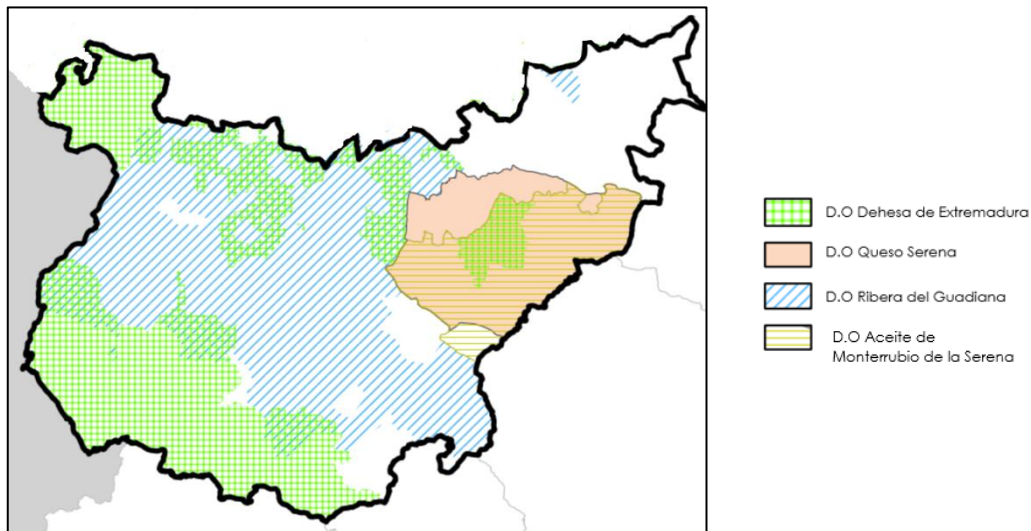 D.O Dehesa de Extremadura
D.O Queso Serena
D.O Ribera del Guadiana
D.O Aceite de
Monterrubio de la Serena